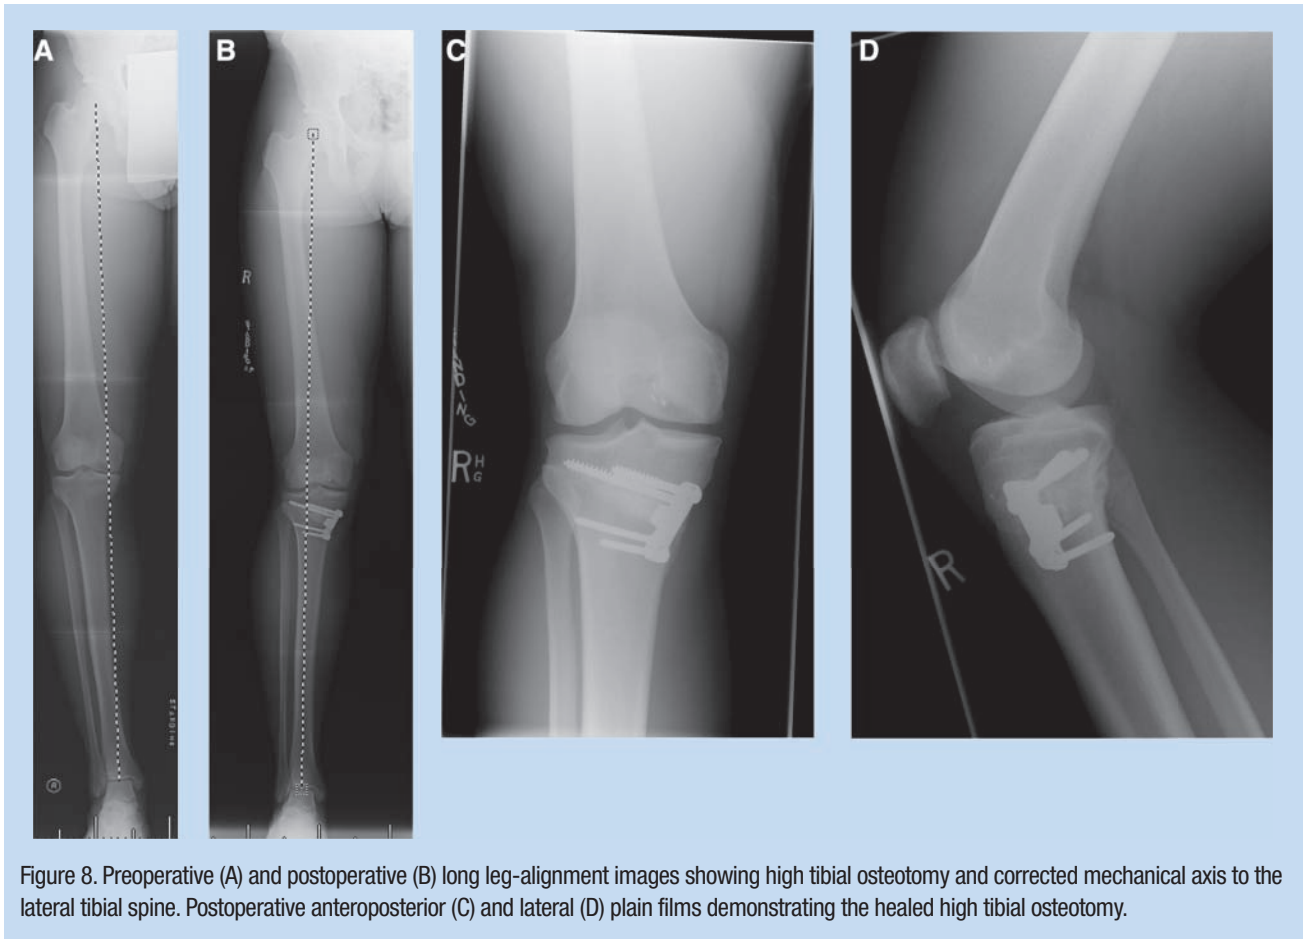 A
B
C
D
R
R H
G
R
R
Figure 8. Preoperative (A) and postoperative (B) long leg-alignment images showing high tibial osteotomy and corrected mechanical axis to the
lateral tibial spine. Postoperative anteroposterior (C) and lateral (D) plain films demonstrating the healed high tibial osteotomy.